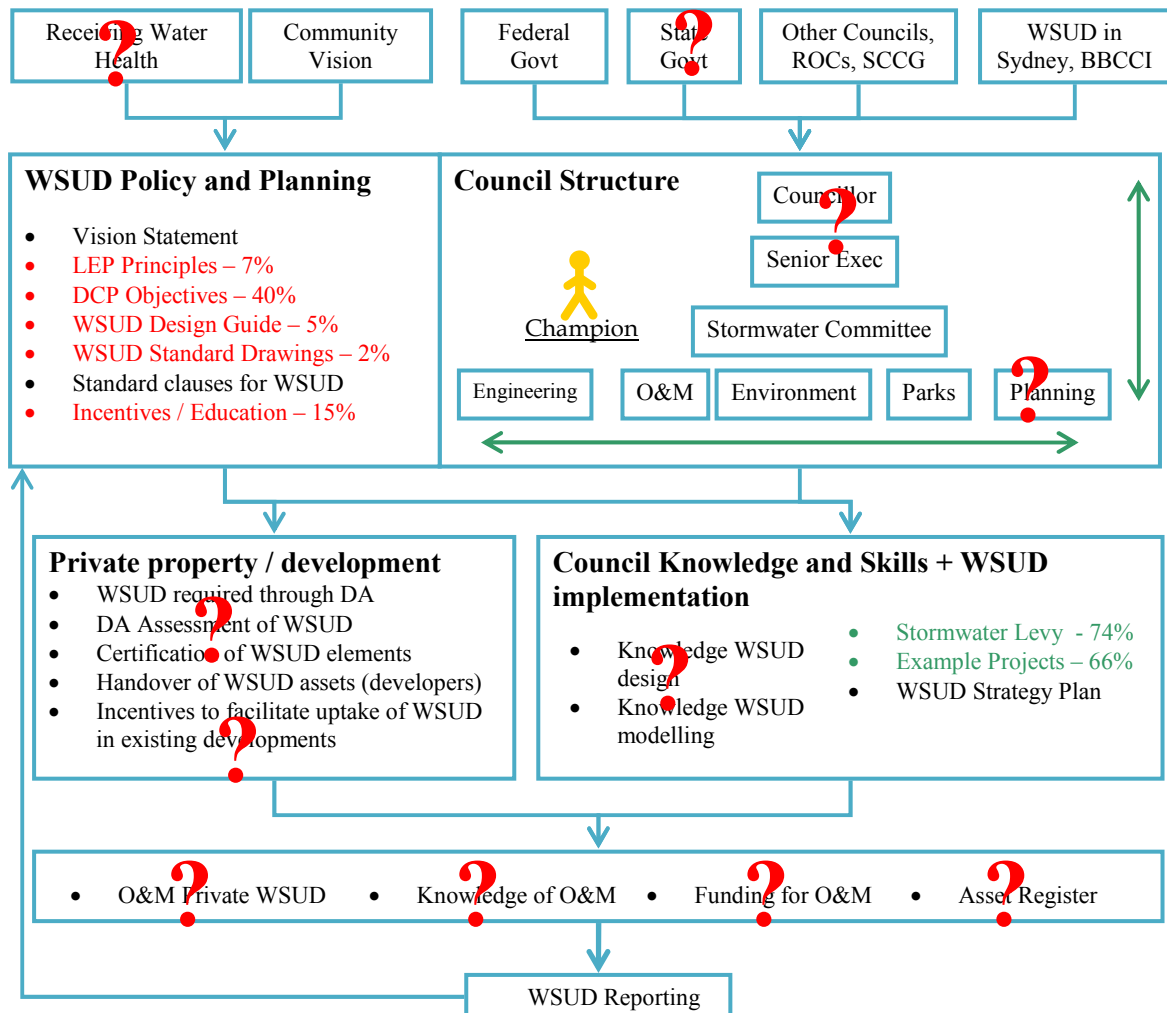 Receiving Water
Health
Community
Vision
Federal
Govt
State
Govt
Other Councils,
ROCs, SCCG
WSUD in
Sydney, BBCCI
WSUD Policy and Planning
• Vision Statement
• LEP Principles – 7%
• DCP Objectives – 40%
• WSUD Design Guide – 5%
• WSUD Standard Drawings – 2%
• Standard clauses for WSUD
• Incentives / Education – 15%
Council Structure
Councillor
Senior Exec
Champion
Stormwater Committee
Engineering
O&M
Environment
Parks
Planning
Private property / development
• WSUD required through DA
• DA Assessment of WSUD
• Certification of WSUD elements
• Handover of WSUD assets (developers)
• Incentives to facilitate uptake of WSUD
in existing developments
Council Knowledge and Skills + WSUD
implementation
• Knowledge WSUD
design
• Knowledge WSUD
modelling
• Stormwater Levy - 74%
• Example Projects – 66%
• WSUD Strategy Plan
• O&M Private WSUD
• Knowledge of O&M
• Funding for O&M
• Asset Register
WSUD Reporting
?
?
?
?
?
?
?
?
?
?
?